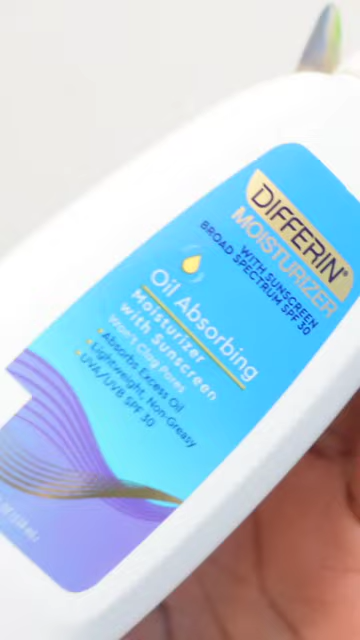 DIFFERIN®
MOISTURIZER
WITH SUNSCREEN
BROAD SPECTRUM SPF 30
Oil Absorbing
Moisturizer
with Sunscreen
Won't Clog Pores
• Absorbs Excess Oil
• Lightweight, Non-Greasy
• UVA/UVB SPF 30